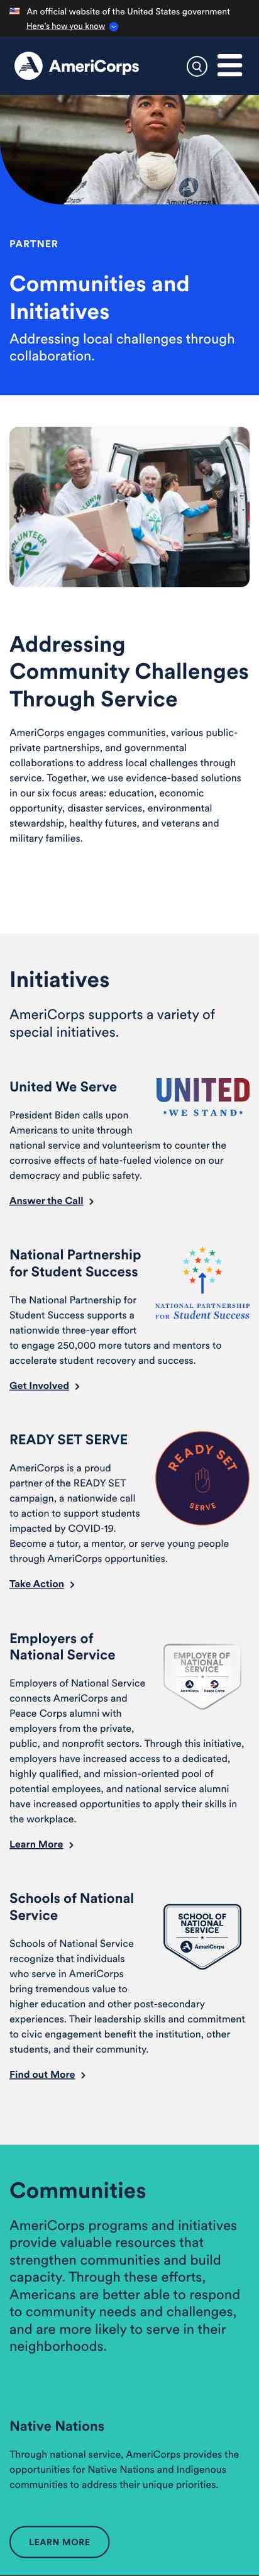 An official website of the United States government
Here's how you know
AmeriCorps
AmeriCorps
PARTNER
Communities and
Initiatives
Addressing local challenges through
collaboration.
VOLUNTEER
Addressing
Community Challenges
Through Service
AmeriCorps engages communities, various public-
private partnerships, and governmental
collaborations to address local challenges through
service. Together, we use evidence-based solutions
in our six focus areas: education, economic
opportunity, disaster services, environmental
stewardship, healthy futures, and veterans and
military families.
Initiatives
AmeriCorps supports a variety of
special initiatives.
United We Serve
UNITED
WE STAND
President Biden calls upon
Americans to unite through
national service and volunteerism to counter the
corrosive effects of hate-fueled violence on our
democracy and public safety.
Answer the Call
National Partnership
for Student Success
NATIONAL PARTNERSHIP
FOR Student Success
The National Partnership for
Student Success supports a
nationwide three-year effort
to engage 250,000 more tutors and mentors to
accelerate student recovery and success.
Get Involved
READY SET SERVE
READY SET
SERVE
AmeriCorps is a proud
partner of the READY SET
campaign, a nationwide call
to action to support students
impacted by COVID-19.
Become a tutor, a mentor, or serve young people
through AmeriCorps opportunities.
Take Action
Employers of
National Service
EMPLOYER OF
NATIONAL
SERVICE
AmeriCorps Peace Corps
Employers of National Service
connects AmeriCorps and
Peace Corps alumni with
employers from the private,
public, and nonprofit sectors. Through this initiative,
employers have increased access to a dedicated,
highly qualified, and mission-oriented pool of
potential employees, and national service alumni
have increased opportunities to apply their skills in
the workplace.
Learn More
Schools of National
Service
SCHOOL OF
NATIONAL
SERVICE
AmeriCorps
Schools of National Service
recognize that individuals
who serve in AmeriCorps
bring tremendous value to
higher education and other post-secondary
experiences. Their leadership skills and commitment
to civic engagement benefit the institution, other
students, and their community.
Find out More
Communities
AmeriCorps programs and initiatives
provide valuable resources that
strengthen communities and build
capacity. Through these efforts,
Americans are better able to respond
to community needs and challenges,
and are more likely to serve in their
neighborhoods.
Native Nations
Through national service, AmeriCorps provides the
opportunities for Native Nations and Indigenous
communities to address their unique priorities.
LEARN MORE